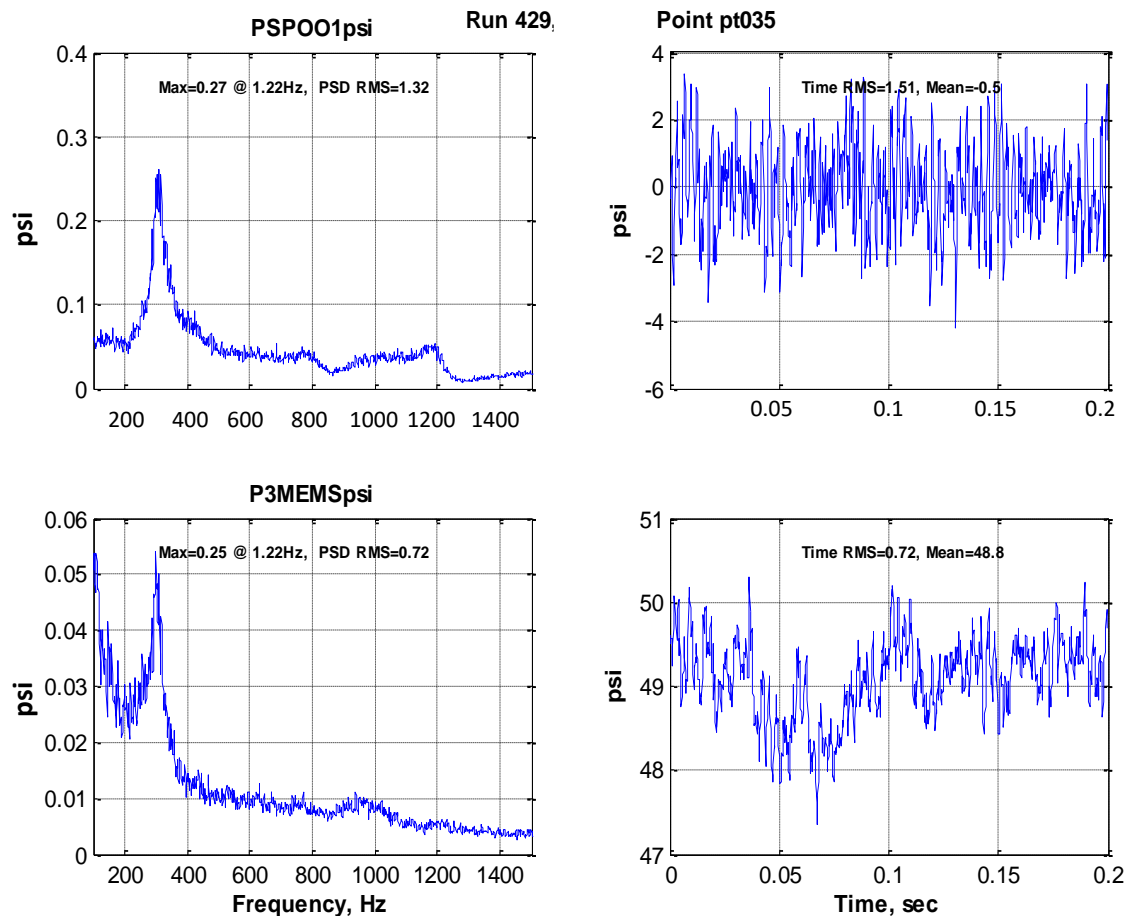 Run 429, Point pt035
PSPOO1psi
Max=0.27 @ 1.22Hz, PSD RMS=1.32
psi
0.4
0.3
0.2
0.1
0
200 400 600 800 1000 1200 1400
Time RMS=1.51, Mean=-0.5
psi
4
2
0
-2
-4
-6
0.05 0.1 0.15 0.2
P3MEMSpsi
Max=0.25 @ 1.22Hz, PSD RMS=0.72
psi
0.06
0.05
0.04
0.03
0.02
0.01
0
200 400 600 800 1000 1200 1400
Frequency, Hz
Time RMS=0.72, Mean=48.8
psi
51
50
49
48
47
0 0.05 0.1 0.15 0.2
Time, sec